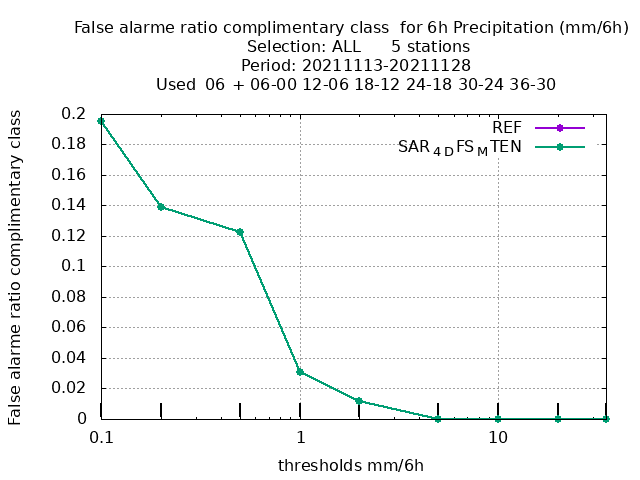 False alarme ratio complimentary class  for 6h Precipitation (mm/6h)
Selection: ALL      5 stations
Period: 20211113-20211128
Used  06 + 06-00 12-06 18-12 24-18 30-24 36-30
False alarme ratio complimentary class
0.2
0.18
0.16
0.14
0.12
0.1
0.08
0.06
0.04
0.02
0
REF
SAR4DFSMTEN
0.1
1
10
thresholds mm/6h